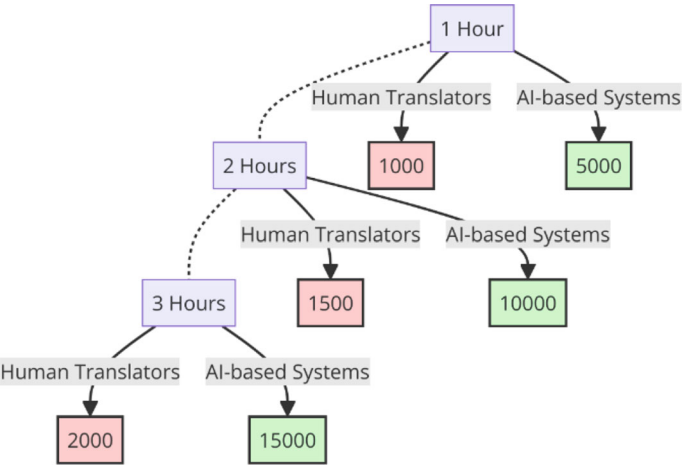 1 Hour
Human Translators
AI-based Systems
1000
5000
2 Hours
Human Translators
AI-based Systems
1500
10000
3 Hours
Human Translators
AI-based Systems
2000
15000